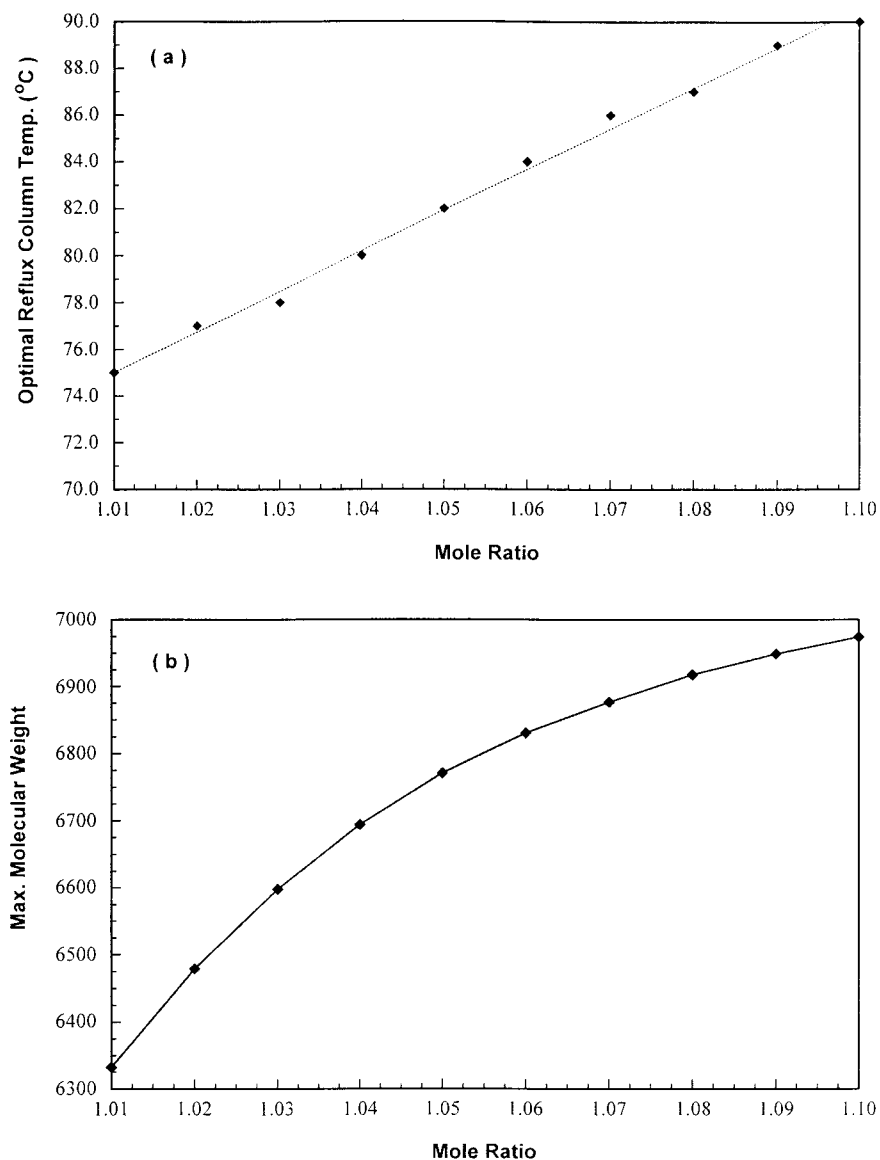 ( a )
Optimal Reflux Column Temp. (°C)
90.0
88.0
86.0
84.0
82.0
80.0
78.0
76.0
74.0
72.0
70.0
1.01 1.02 1.03 1.04 1.05 1.06 1.07 1.08 1.09 1.10
Mole Ratio
( b )
Max. Molecular Weight
7000
6900
6800
6700
6600
6500
6400
6300
1.01 1.02 1.03 1.04 1.05 1.06 1.07 1.08 1.09 1.10
Mole Ratio